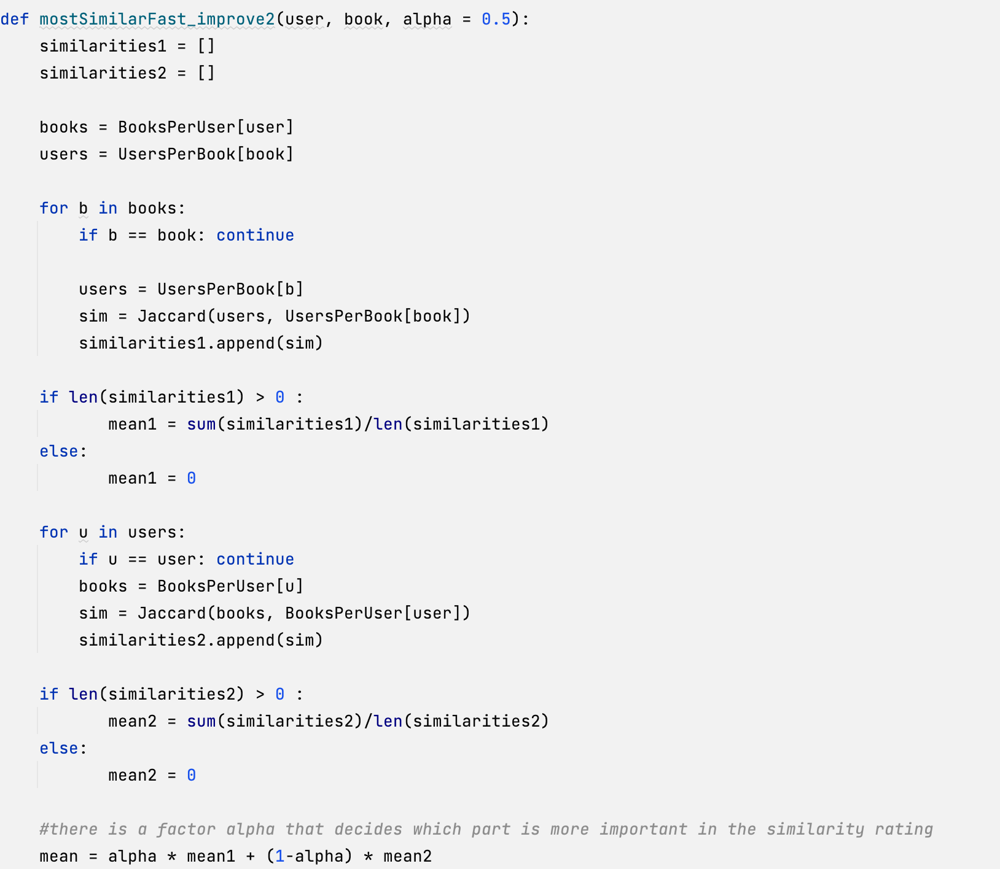 def mostSimilarFast_improve2(user, book, alpha = 0.5):
    similarities1 = []
    similarities2 = []

    books = BooksPerUser[user]
    users = UsersPerBook[book]

    for b in books:
        if b == book: continue

        users = UsersPerBook[b]
        sim = Jaccard(users, UsersPerBook[book])
        similarities1.append(sim)

    if len(similarities1) > 0 :
           mean1 = sum(similarities1)/len(similarities1)
    else:
           mean1 = 0

    for u in users:
        if u == user: continue
        books = BooksPerUser[u]
        sim = Jaccard(books, BooksPerUser[user])
        similarities2.append(sim)

    if len(similarities2) > 0 :
           mean2 = sum(similarities2)/len(similarities2)
    else:
           mean2 = 0

    #there is a factor alpha that decides which part is more important in the similarity rating
    mean = alpha * mean1 + (1-alpha) * mean2